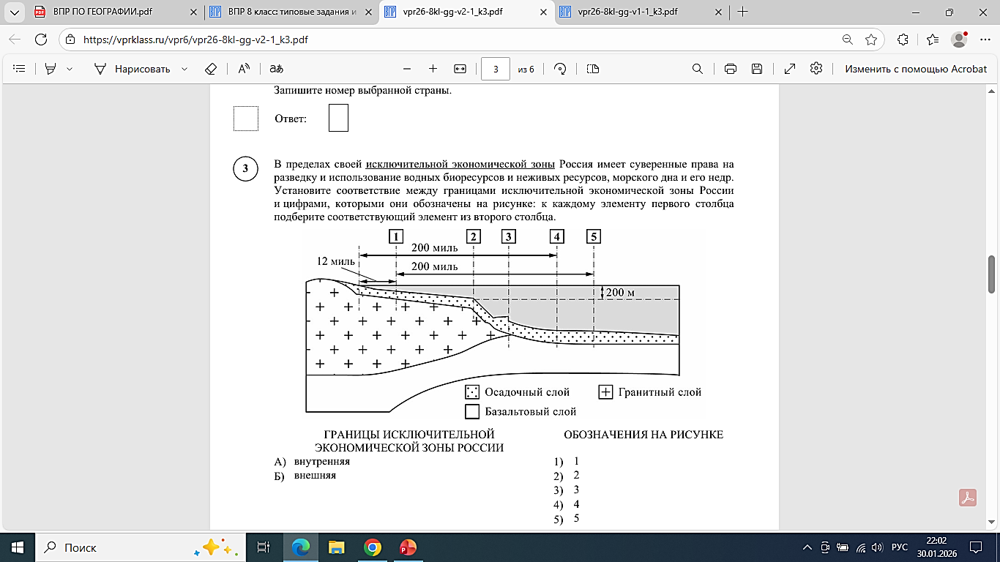 ВПР ПО ГЕОГРАФИИ.pdf
ВПР 8 класс: типовые задания и
vpr26-8kl-gg-v2-1_k3.pdf
vpr26-8kl-gg-v1-1_k3.pdf
https://vprklass.ru/vpr6/vpr26-8kl-gg-v2-1_k3.pdf
Нарисовать
3 из 6
Изменить с помощью Acrobat
Запишите номер выбранной страны.
Ответ:
3
В пределах своей исключительной экономической зоны Россия имеет суверенные права на
разведку и использование водных биоресурсов и неживых ресурсов, морского дна и его недр.
Установите соответствие между границами исключительной экономической зоны России
и цифрами, которыми они обозначены на рисунке: к каждому элементу первого столбца
подберите соответствующий элемент из второго столбца.
1 2 3 4 5
200 миль
12 миль
200 миль
200 м
Осадочный слой
Гранитный слой
Базальтовый слой
ГРАНИЦЫ ИСКЛЮЧИТЕЛЬНОЙ
ЭКОНОМИЧЕСКОЙ ЗОНЫ РОССИИ
А) внутренняя
Б) внешняя
ОБОЗНАЧЕНИЯ НА РИСУНКЕ
1) 1
2) 2
3) 3
4) 4
5) 5
Поиск
РУС
22:02
30.01.2026